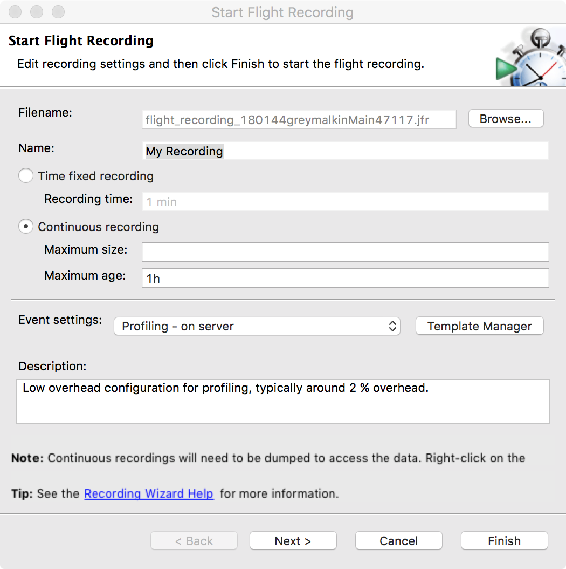 Start Flight Recording
Start Flight Recording
Edit recording settings and then click Finish to start the flight recording.
Filename: flight_recording_180144greymalkinMain47117.jfr Browse...
Name: My Recording
Time fixed recording
Recording time: 1 min
Continuous recording
Maximum size:
Maximum age: 1h
Event settings: Profiling - on server Template Manager
Description:
Low overhead configuration for profiling, typically around 2 % overhead.
Note: Continuous recordings will need to be dumped to access the data. Right-click on the
Tip: See the Recording Wizard Help for more information.
< Back Next > Cancel Finish